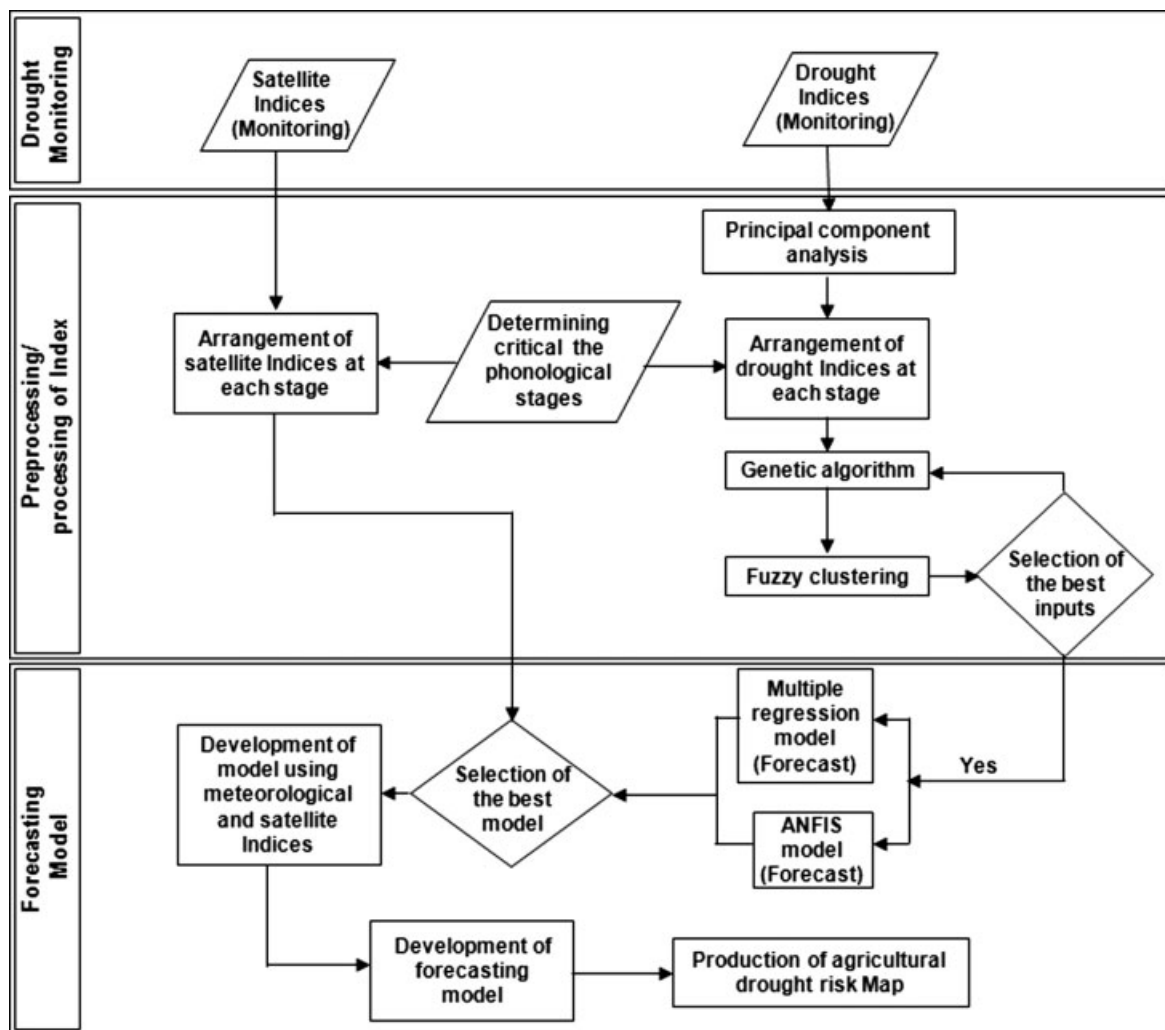 Drought
Monitoring
Satellite
Indices
(Monitoring)
Drought
Indices
(Monitoring)
Preprocessing/
processing of Index
Principal component
analysis
Arrangement of
satellite Indices at
each stage
Determining
critical the
phonological
stages
Arrangement of
drought Indices at
each stage
Genetic algorithm
Fuzzy clustering
Selection of
the best
inputs
Forecasting
Model
Multiple
regression
model
(Forecast)
Yes
ANFIS
model
(Forecast)
Selection of
the best
model
Development of
model using
meteorological
and satellite
Indices
Development of
forecasting
model
Production of agricultural
drought risk Map